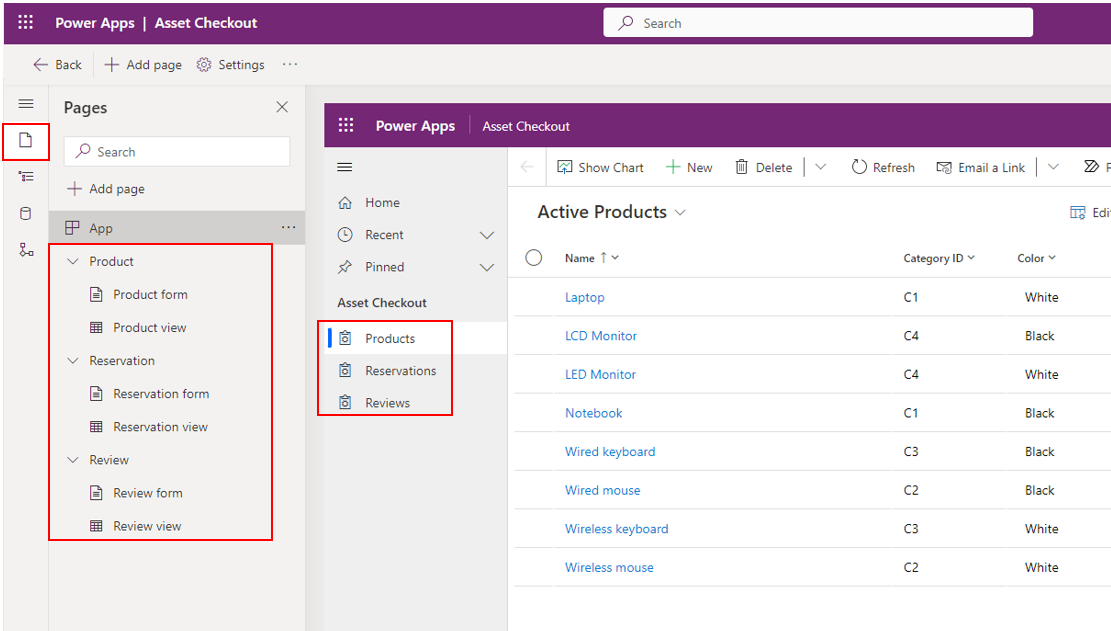 Power Apps | Asset Checkout
Search
Back
Add page
Settings
Pages
Search
Add page
App
Product
Product form
Product view
Reservation
Reservation form
Reservation view
Review
Review form
Review view
Power Apps
Asset Checkout
Home
Recent
Pinned
Asset Checkout
Products
Reservations
Reviews
Show Chart
New
Delete
Refresh
Email a Link
Active Products
Name Category ID Color
Laptop C1 White
LCD Monitor C4 Black
LED Monitor C4 White
Notebook C1 Black
Wired keyboard C3 Black
Wired mouse C2 Black
Wireless keyboard C3 White
Wireless mouse C2 White